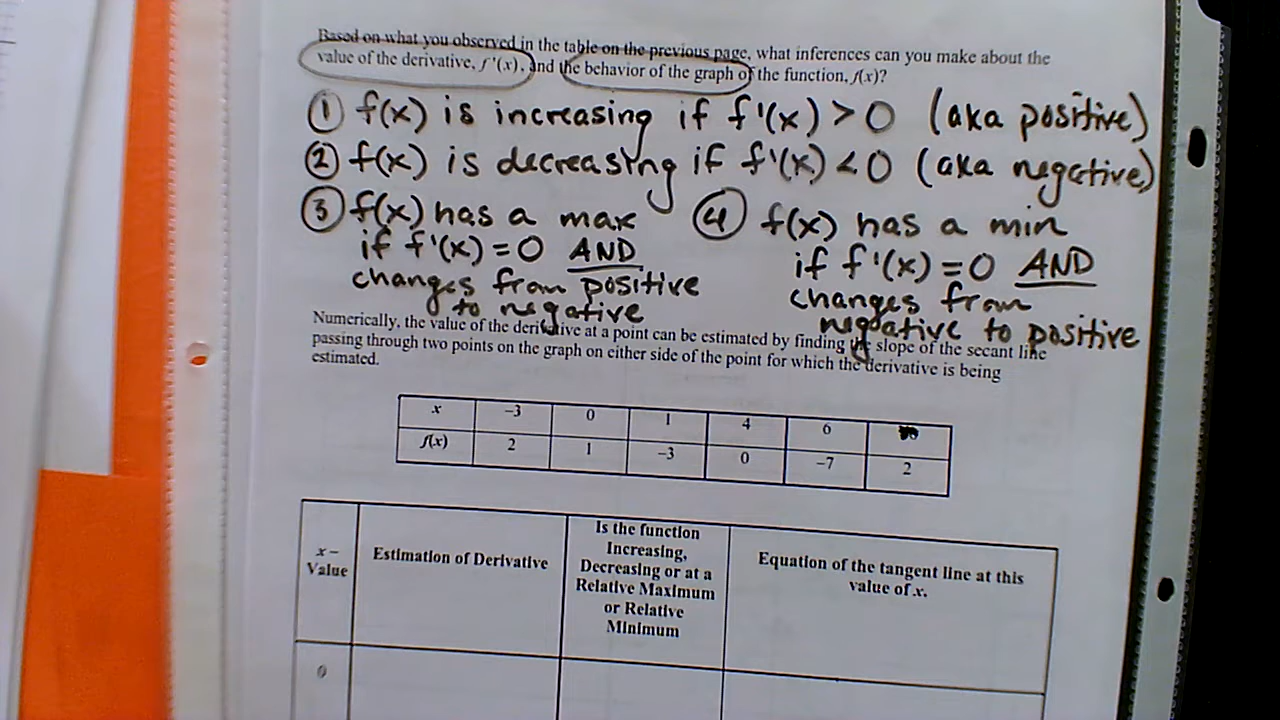 Based on what you observed in the table on the previous page, what inferences can you make about the
value of the derivative, f '(x), and the behavior of the graph of the function, f(x)?
① f(x) is increasing if f'(x) > 0 (aka positive)
② f(x) is decreasing if f'(x) < 0 (aka negative)
③ f(x) has a max
if f'(x) = 0 AND
changes from positive
to negative
④ f(x) has a min
if f'(x) = 0 AND
changes from
negative to positive
Numerically, the value of the derivative at a point can be estimated by finding the slope of the secant line
passing through two points on the graph on either side of the point for which the derivative is being
estimated.
x –3 0 1 4 6
f(x) 2 1 –3 0 –7 2
x –
Value
Estimation of Derivative
Is the function
Increasing,
Decreasing or at a
Relative Maximum
or Relative
Minimum
Equation of the tangent line at this
value of x.
0